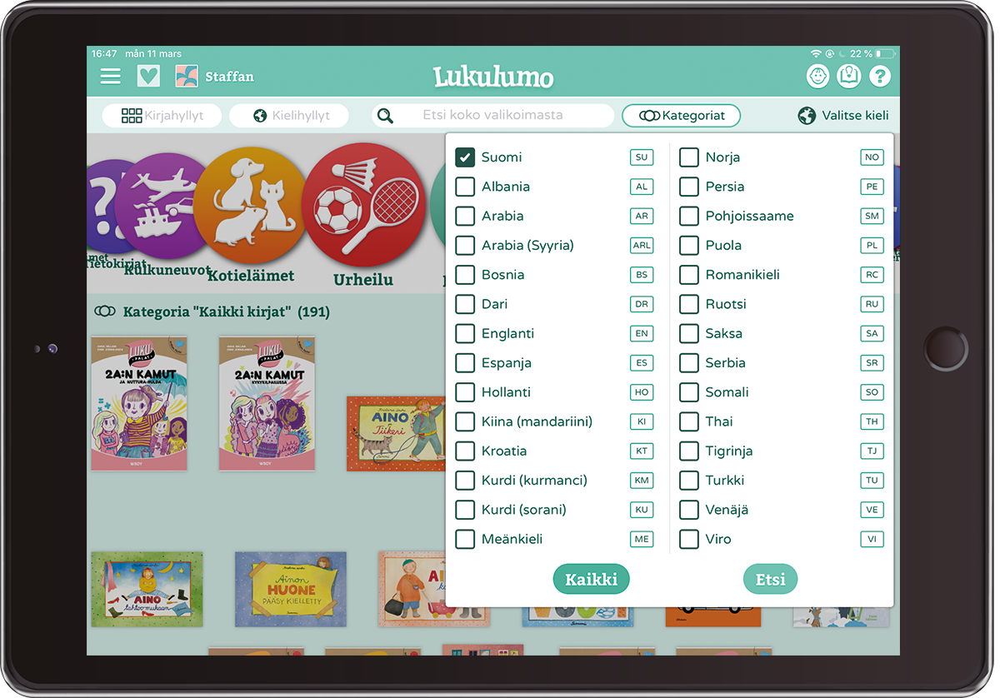 16:47 mån 11 mars
22 %
Staffan
Lukulumo
?
Kirjahyllyt
Kielihyllyt
Etsi koko valikoimasta
Kategoriat
Valitse kieli
?
Tietokirjat
Kulkuneuvot
Kotieläimet
Urheilu
Kategoria "Kaikki kirjat" (191)
Suomi SU
Albania AL
Arabia AR
Arabia (Syyria) ARL
Bosnia BS
Dari DR
Englanti EN
Espanja ES
Hollanti HO
Kiina (mandariini) KI
Kroatia KT
Kurdi (kurmanci) KM
Kurdi (sorani) KU
Meänkieli ME
Norja NO
Persia PE
Pohjoissaame SM
Puola PL
Romanikieli RC
Ruotsi RU
Saksa SA
Serbia SR
Somali SO
Thai TH
Tigrinja TJ
Turkki TU
Venäjä VE
Viro VI
Kaikki
Etsi
LUKU
PALAT
2A:N KAMUT
JA NUTTURA-HULDA
WSOY
LUKU
PALAT
2A:N KAMUT
KYKYKILPAILUSSA
WSOY
AINO
Tiikeri
AINO
tahtoo mukaan
Ainon
HUONE
PÄÄSY KIELLETTY